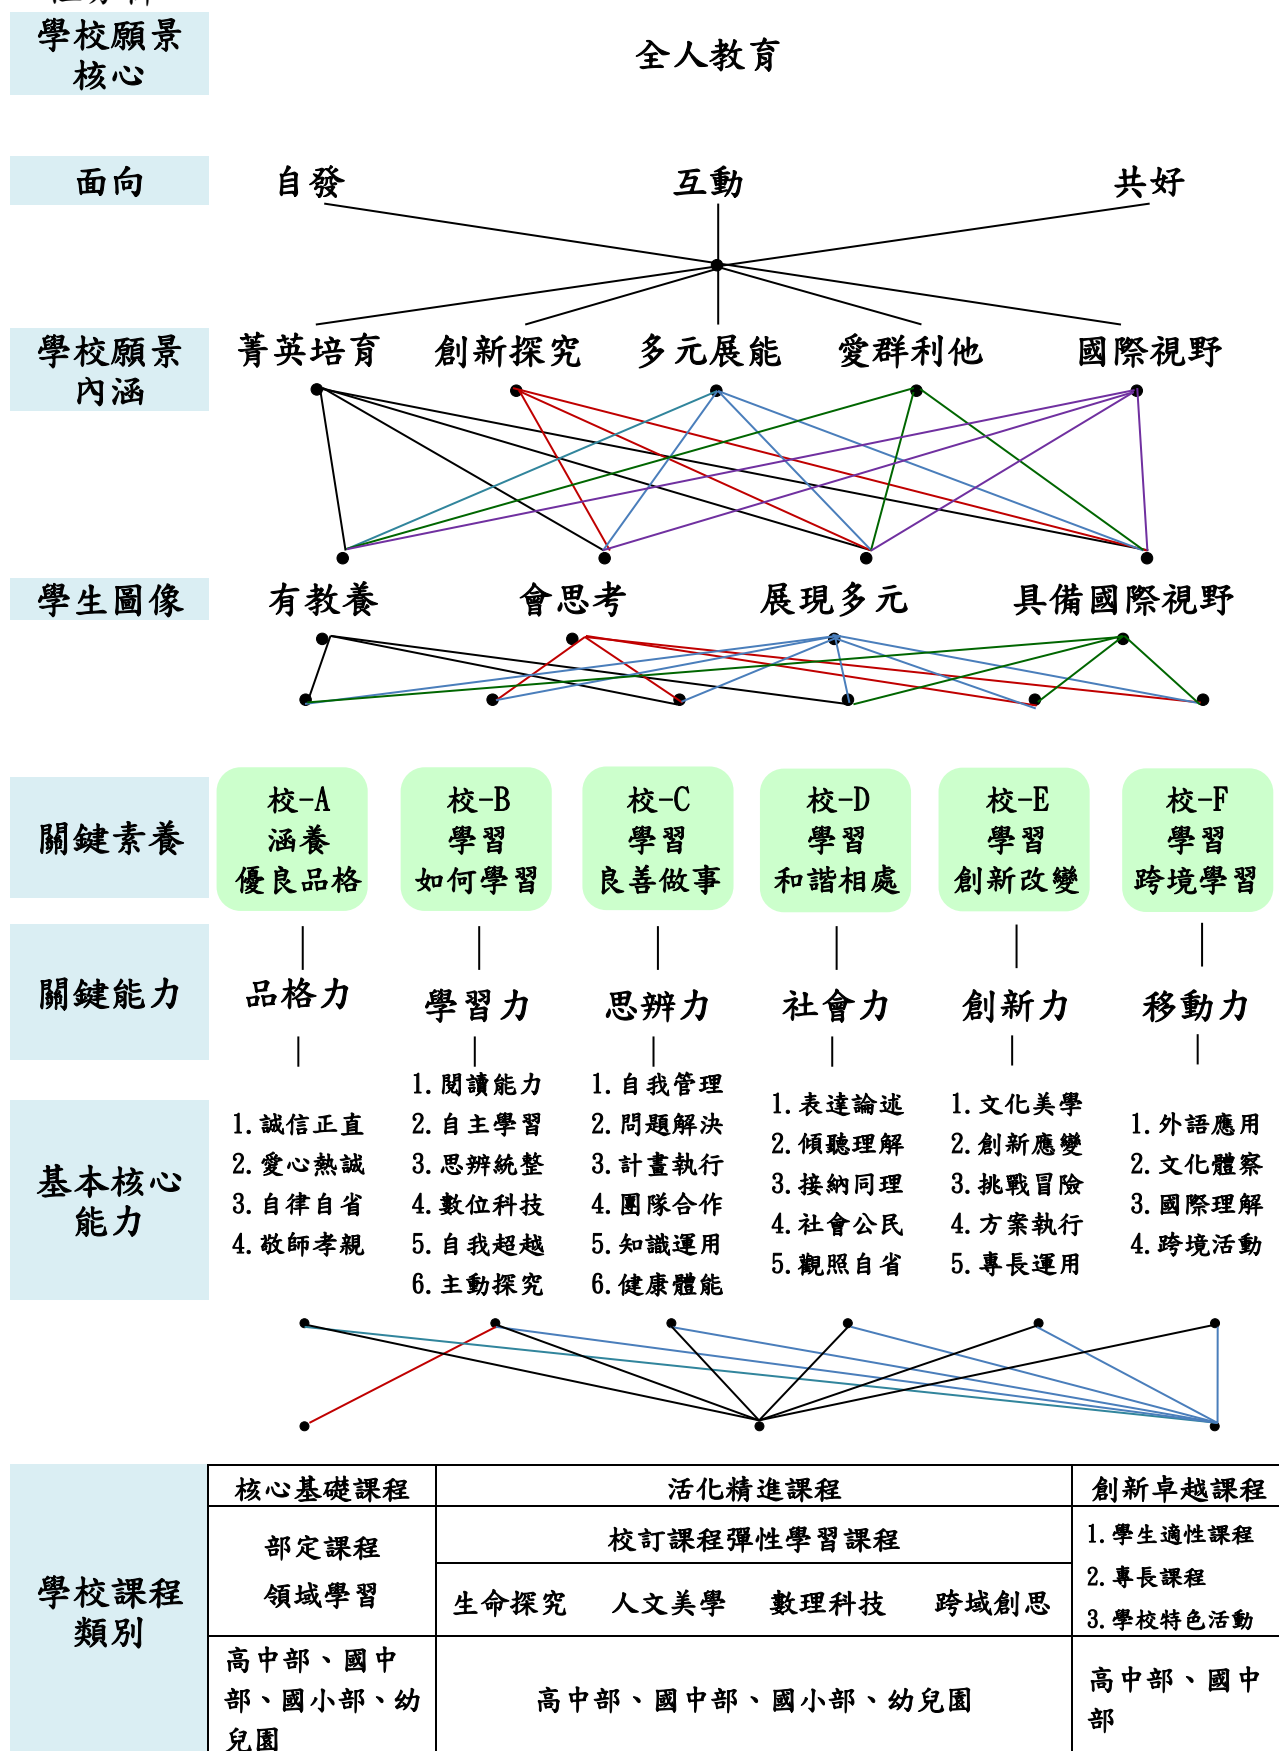 學校願景
核心
全人教育
面向
自發
互動
共好
學校願景
內涵
菁英培育
創新探究
多元展能
愛群利他
國際視野
學生圖像
有教養
會思考
展現多元
具備國際視野
關鍵素養
校-A
涵養
優良品格
校-B
學習
如何學習
校-C
學習
良善做事
校-D
學習
和諧相處
校-E
學習
創新改變
校-F
學習
跨境學習
關鍵能力
品格力
學習力
思辨力
社會力
創新力
移動力
基本核心
能力
1.誠信正直
2.愛心熱誠
3.自律自省
4.敬師孝親
1.閱讀能力
2.自主學習
3.思辨統整
4.數位科技
5.自我超越
6.主動探究
1.自我管理
2.問題解決
3.計畫執行
4.團隊合作
5.知識運用
6.健康體能
1.表達論述
2.傾聽理解
3.接納同理
4.社會公民
5.觀照自省
1.文化美學
2.創新應變
3.挑戰冒險
4.方案執行
5.專長運用
1.外語應用
2.文化體察
3.國際理解
4.跨境活動
學校課程
類別
核心基礎課程
活化精進課程
創新卓越課程
部定課程
領域學習
校訂課程彈性學習課程
生命探究 人文美學 數理科技 跨域創思
1.學生適性課程
2.專長課程
3.學校特色活動
高中部、國中
部、國小部、幼
兒園
高中部、國中部、國小部、幼兒園
高中部、國中
部